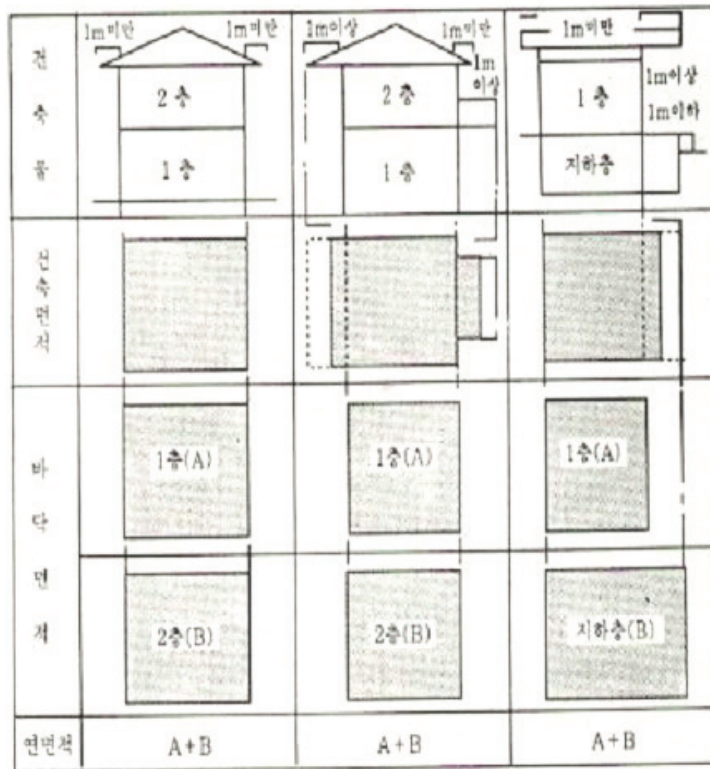 건축물
1m미만
1m미만
2층
1층
1m이상
1m미만
1m
이상
2층
1층
1m미만
1층
1m이상
1m이하
지하층
건축면적
바닥면적
1층(A)
1층(A)
1층(A)
2층(B)
2층(B)
지하층(B)
연면적
A+B
A+B
A+B